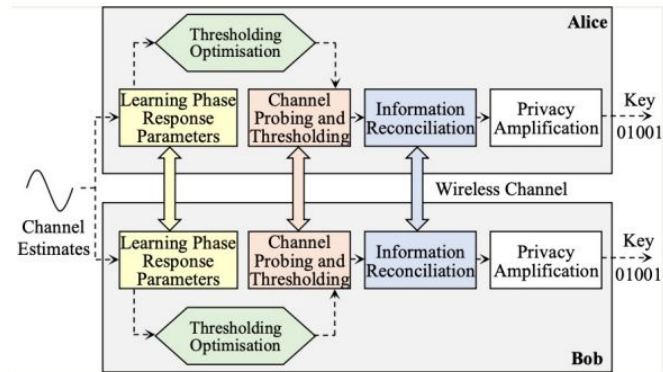 Alice
Thresholding
Optimisation
Learning Phase
Response
Parameters
Channel
Probing and
Thresholding
Information
Reconciliation
Privacy
Amplification
Key
01001
Channel
Estimates
Wireless Channel
Learning Phase
Response
Parameters
Channel
Probing and
Thresholding
Information
Reconciliation
Privacy
Amplification
Key
01001
Thresholding
Optimisation
Bob